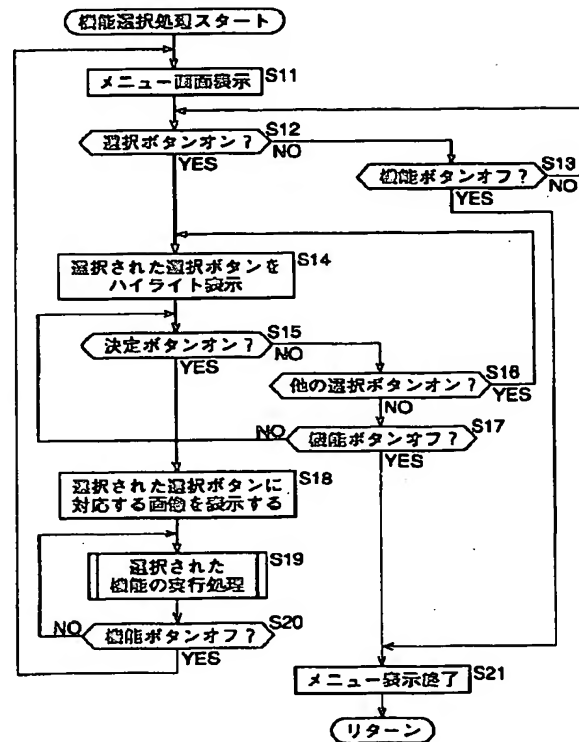 機能選択処理スタート
メニュー画面表示
S11
選択ボタンオン？
S12
NO
YES
機能ボタンオフ？
S13
NO
YES
選択された選択ボタンを
ハイライト表示
S14
決定ボタンオン？
S15
NO
YES
他の選択ボタンオン？
S16
YES
NO
機能ボタンオフ？
S17
NO
YES
選択された選択ボタンに
対応する画像を表示する
S18
選択された
機能の実行処理
S19
機能ボタンオフ？
S20
NO
YES
メニュー表示終了
S21
リターン